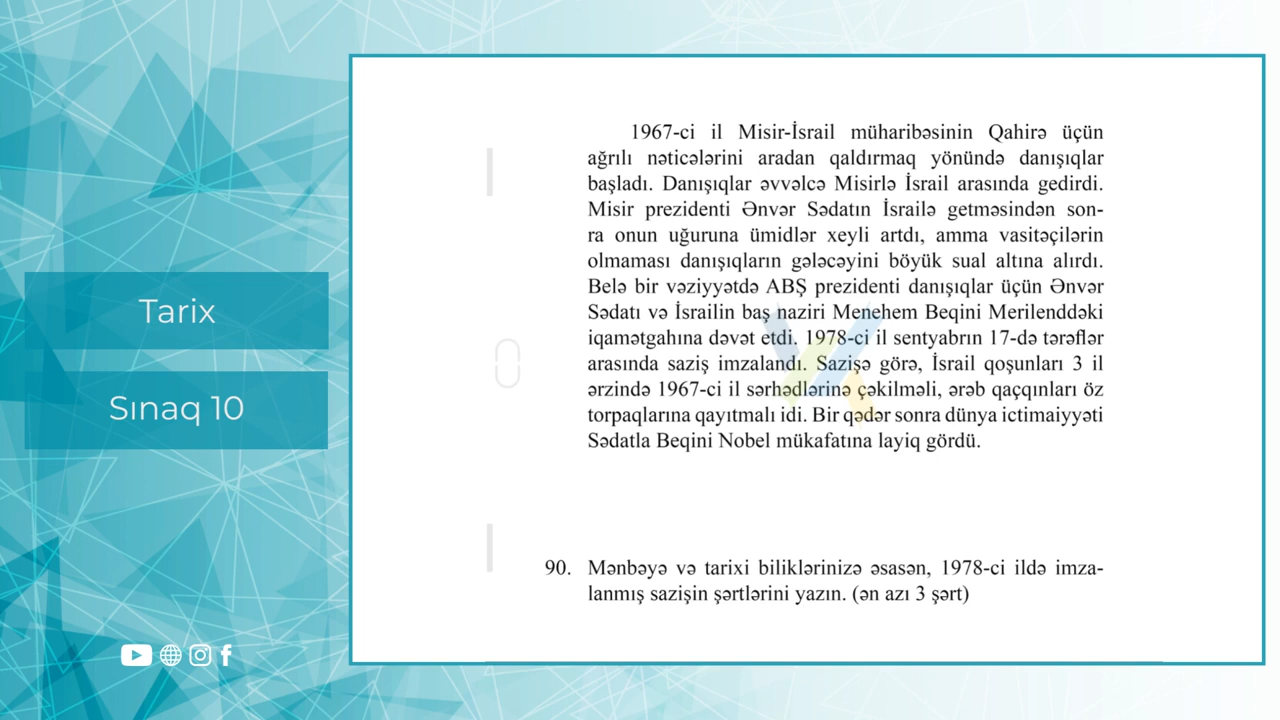 Tarix
Sınaq 10
1967-ci il Misir-İsrail müharibəsinin Qahirə üçün
ağrılı nəticələrini aradan qaldırmaq yönündə danışıqlar
başladı. Danışıqlar əvvəlcə Misirlə İsrail arasında gedirdi.
Misir prezidenti Ənvər Sədatın İsrailə getməsindən son-
ra onun uğuruna ümidlər xeyli artdı, amma vasitəçilərin
olmaması danışıqların gələcəyini böyük sual altına alırdı.
Belə bir vəziyyətdə ABŞ prezidenti danışıqlar üçün Ənvər
Sədatı və İsrailin baş naziri Menehem Beqini Merilenddəki
iqamətgahına dəvət etdi. 1978-ci il sentyabrın 17-də tərəflər
arasında saziş imzalandı. Sazişə görə, İsrail qoşunları 3 il
ərzində 1967-ci il sərhədlərinə çəkilməli, ərəb qaçqınları öz
torpaqlarına qayıtmalı idi. Bir qədər sonra dünya ictimaiyyəti
Sədatla Beqini Nobel mükafatına layiq gördü.
90. Mənbəyə və tarixi biliklərinizə əsasən, 1978-ci ildə imza-
lanmış sazişin şərtlərini yazın. (ən azı 3 şərt)